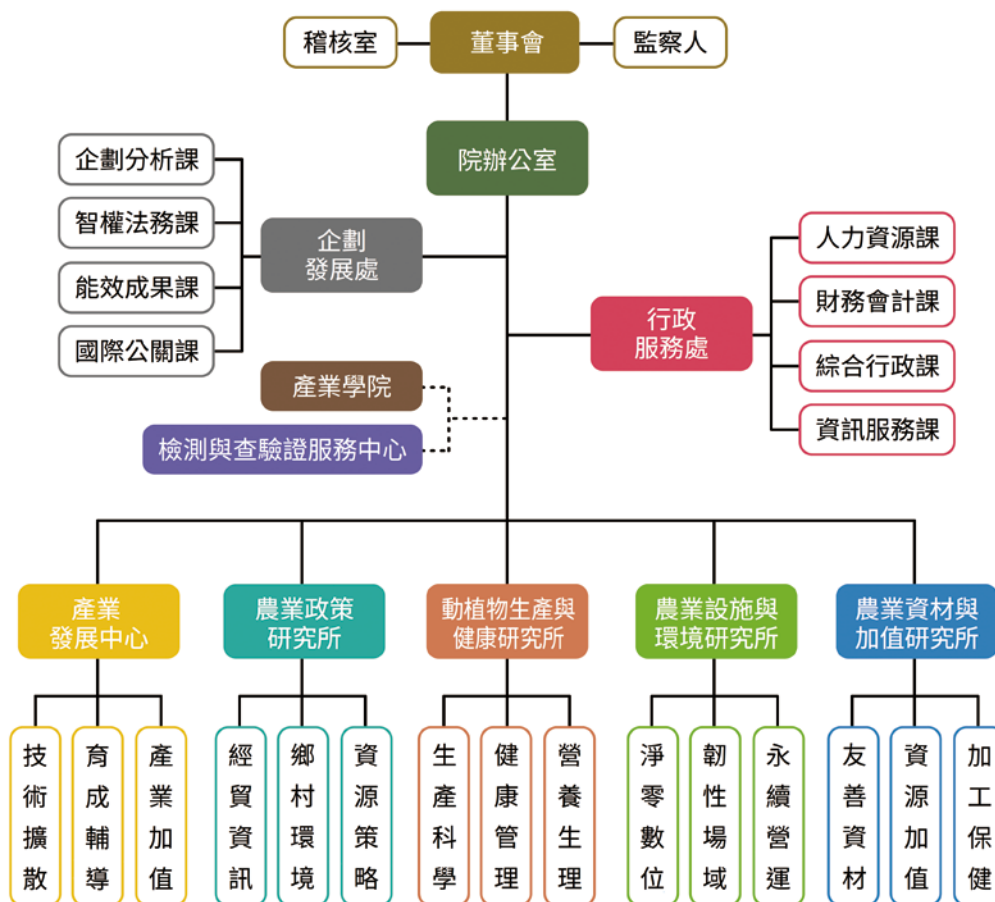 稽核室
董事會
監察人
院辦公室
企劃分析課
智權法務課
能效成果課
國際公關課
企劃
發展處
人力資源課
財務會計課
綜合行政課
資訊服務課
行政
服務處
產業學院
檢測與查驗證服務中心
產業
發展中心
農業政策
研究所
動植物生產與
健康研究所
農業設施與
環境研究所
農業資材與
加值研究所
技術擴散
育成輔導
產業加值
經貿資訊
鄉村環境
資源策略
生產科學
健康管理
營養生理
淨零數位
韌性場域
永續營運
友善資材
資源加值
加工保健